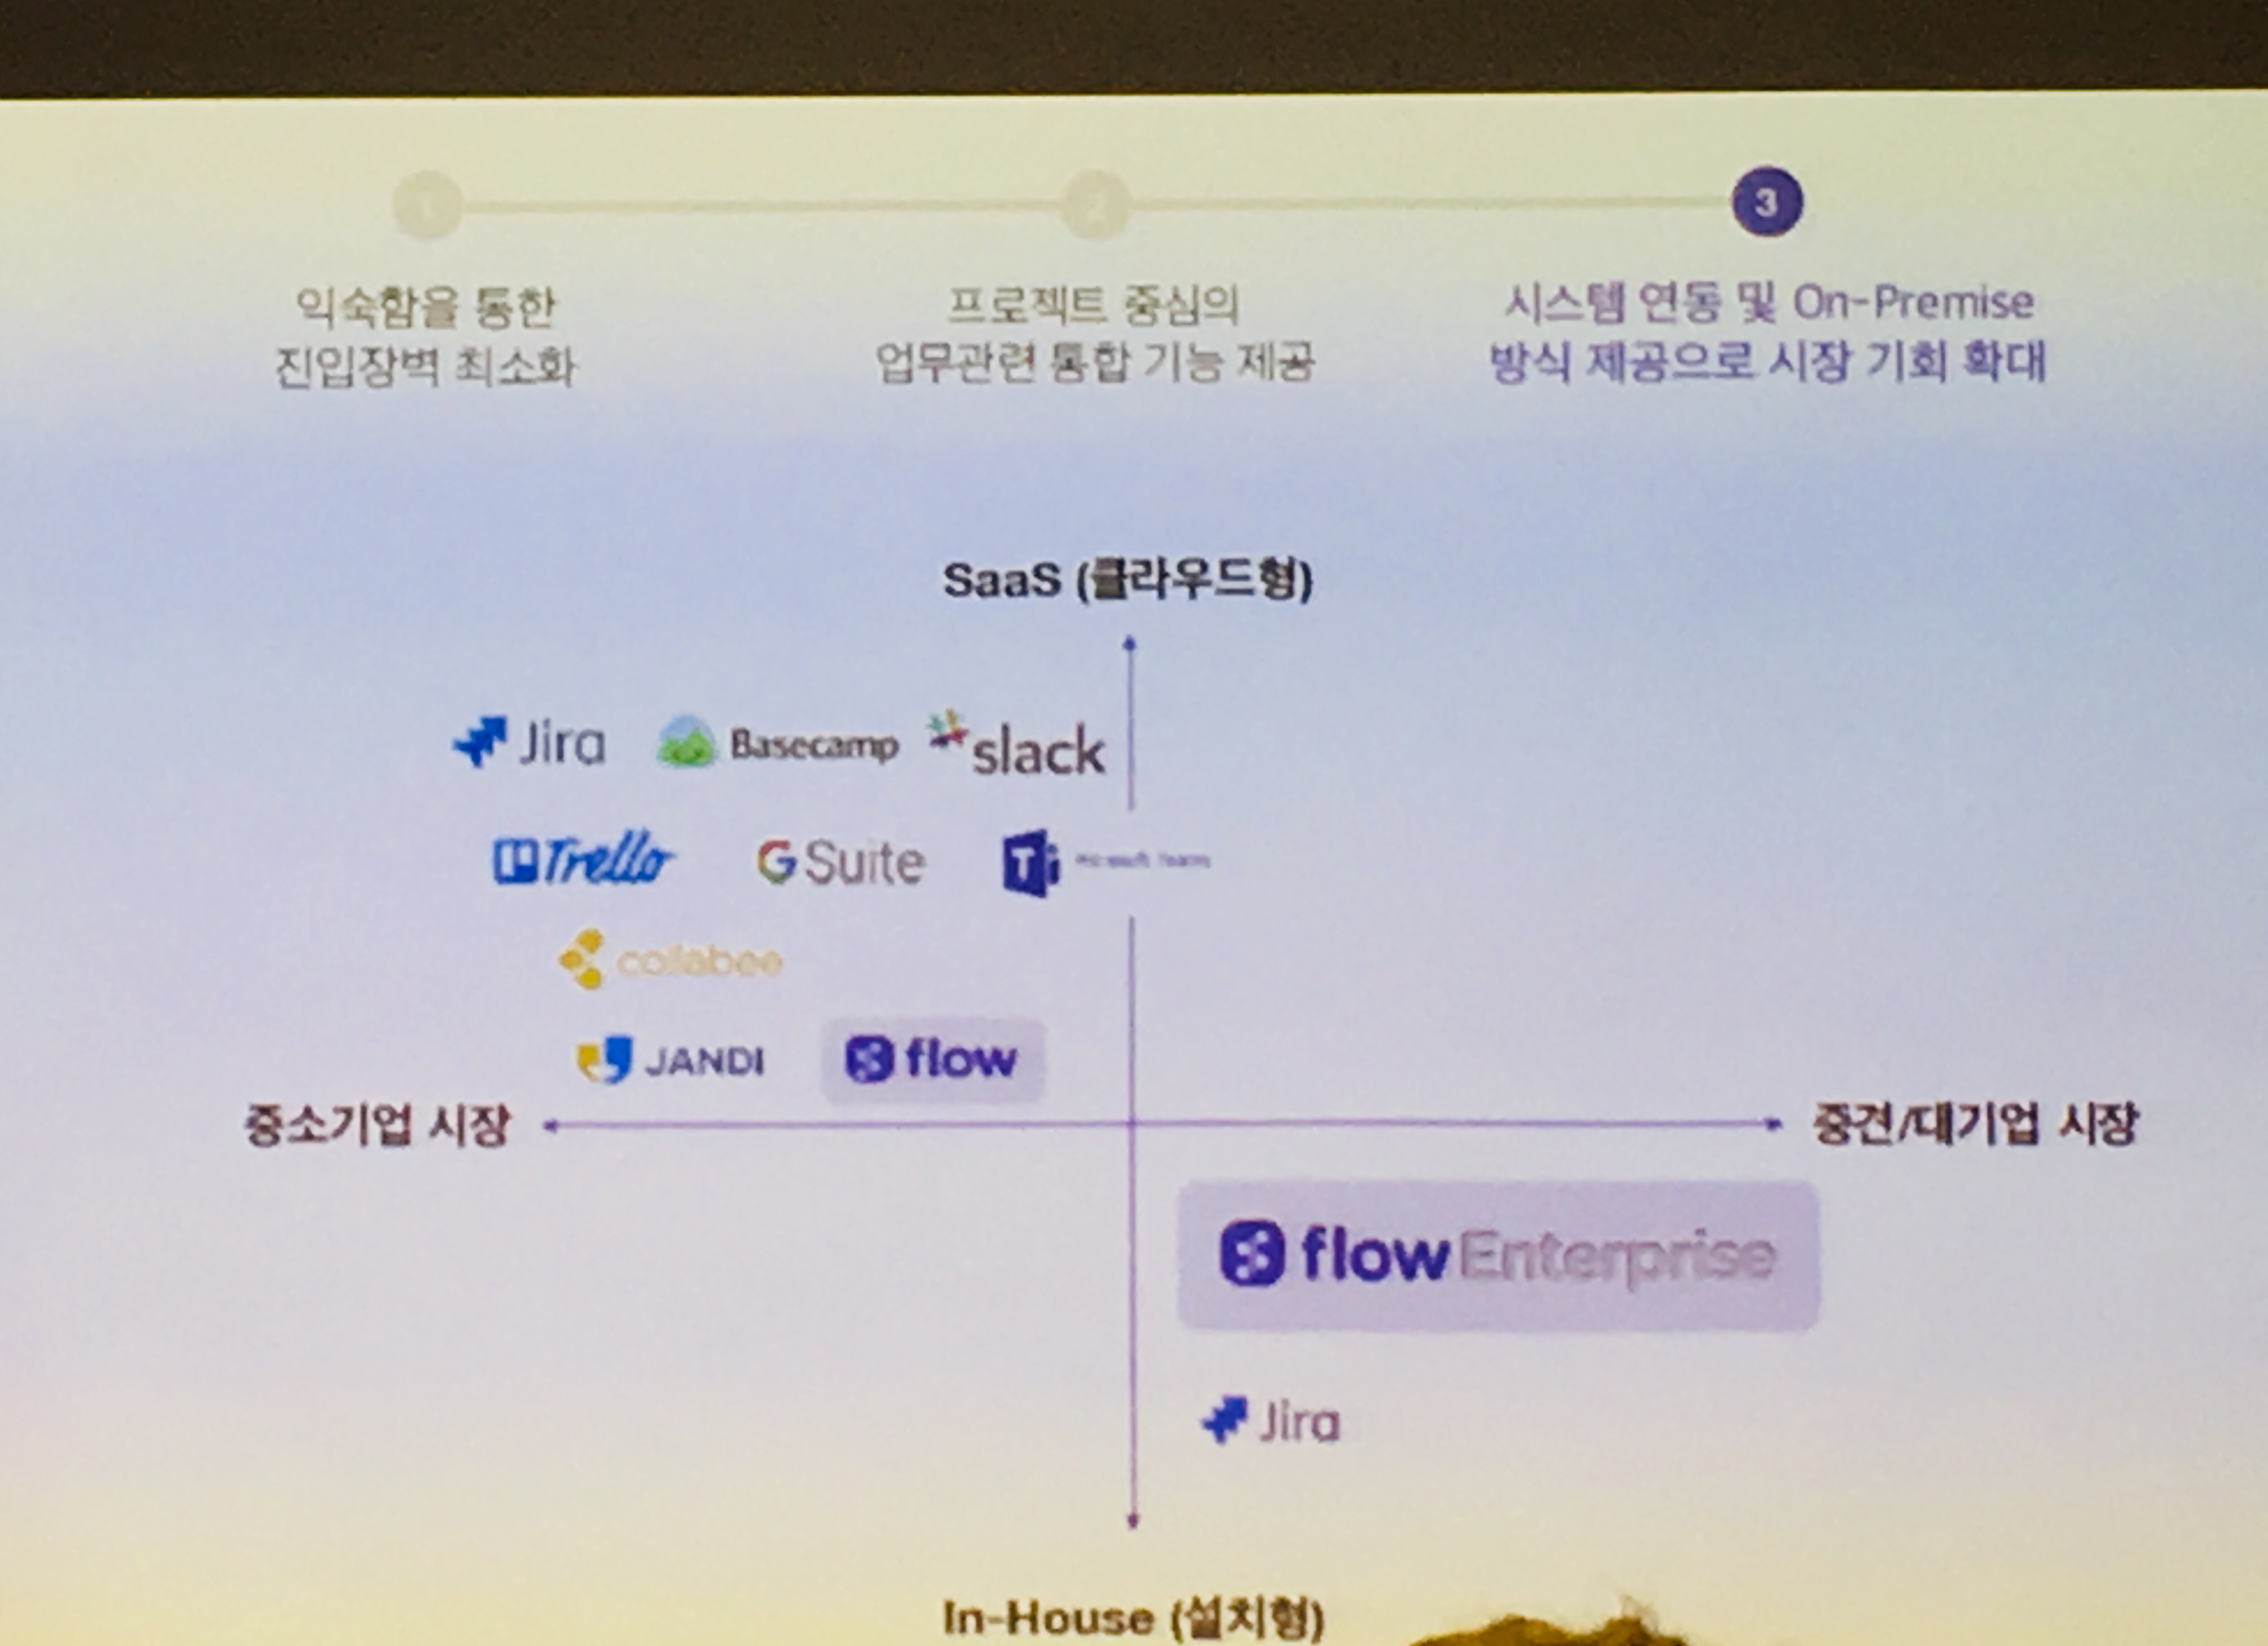 1
2
3
익숙함을 통한
진입장벽 최소화
프로젝트 중심의
업무관련 통합 기능 제공
시스템 연동 및 On-Premise
방식 제공으로 시장 기회 확대
SaaS (클라우드형)
Jira
Basecamp
slack
Trello
G Suite
T
Microsoft Teams
collabee
JANDI
flow
중소기업 시장
중견/대기업 시장
flow Enterprise
Jira
In-House (설치형)